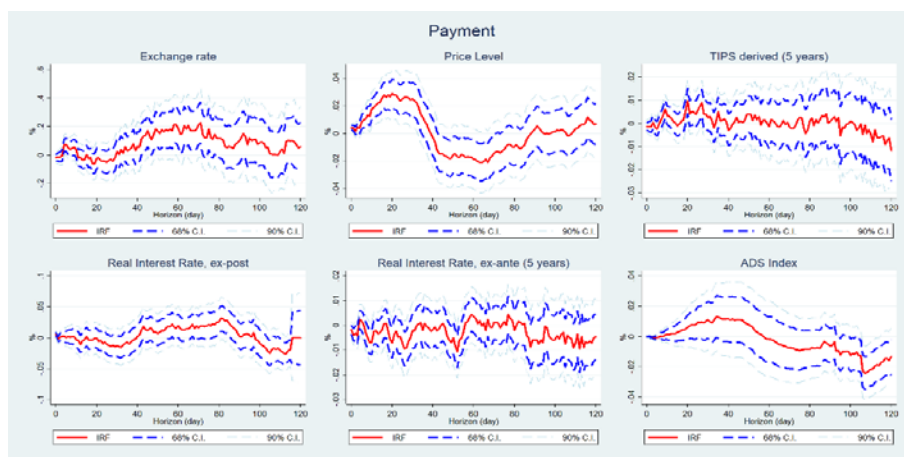 Payment
Exchange rate
Price Level
TIPS derived (5 years)
.6
.4
.2
0
-.2
%
0 20 40 60 80 100 120
Horizon (day)
IRF 68% C.I. 90% C.I.
.04
.02
0
-.02
-.04
%
0 20 40 60 80 100 120
Horizon (day)
IRF 68% C.I. 90% C.I.
.02
.01
0
-.01
-.02
-.03
%
0 20 40 60 80 100 120
Horizon (day)
IRF 68% C.I. 90% C.I.
Real Interest Rate, ex-post
Real Interest Rate, ex-ante (5 years)
ADS Index
.1
.05
0
-.05
-.1
%
0 20 40 60 80 100 120
Horizon (day)
IRF 68% C.I. 90% C.I.
.02
.01
0
-.01
-.02
-.03
%
0 20 40 60 80 100 120
Horizon (day)
IRF 68% C.I. 90% C.I.
.04
.02
0
-.02
-.04
%
0 20 40 60 80 100 120
Horizon (day)
IRF 68% C.I. 90% C.I.